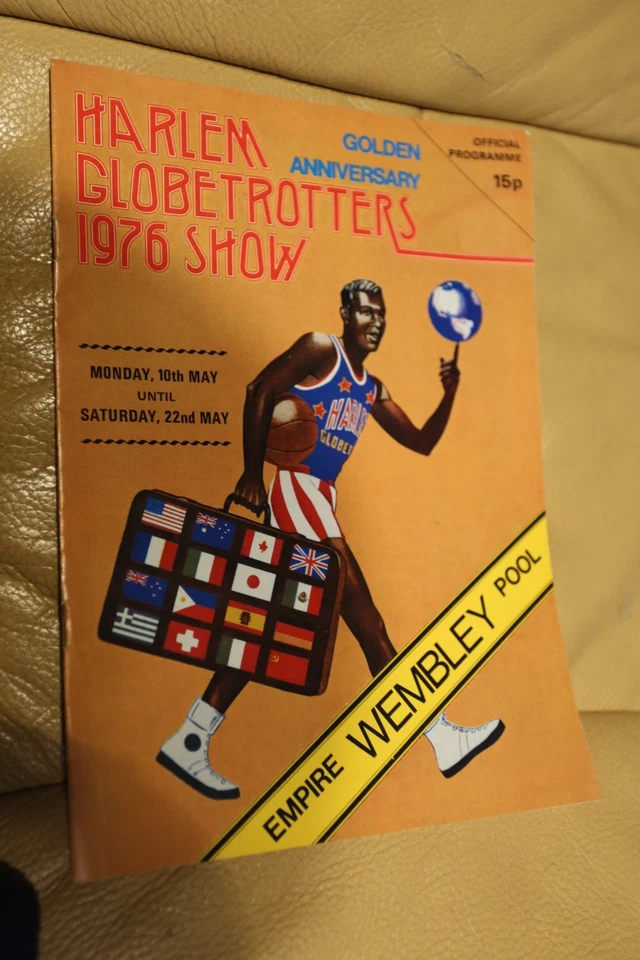 HARLEM
GLOBETROTTERS
1976 SHOW
GOLDEN
ANNIVERSARY
OFFICIAL
PROGRAMME
15p
MONDAY, 10th MAY
UNTIL
SATURDAY, 22nd MAY
EMPIRE WEMBLEY POOL